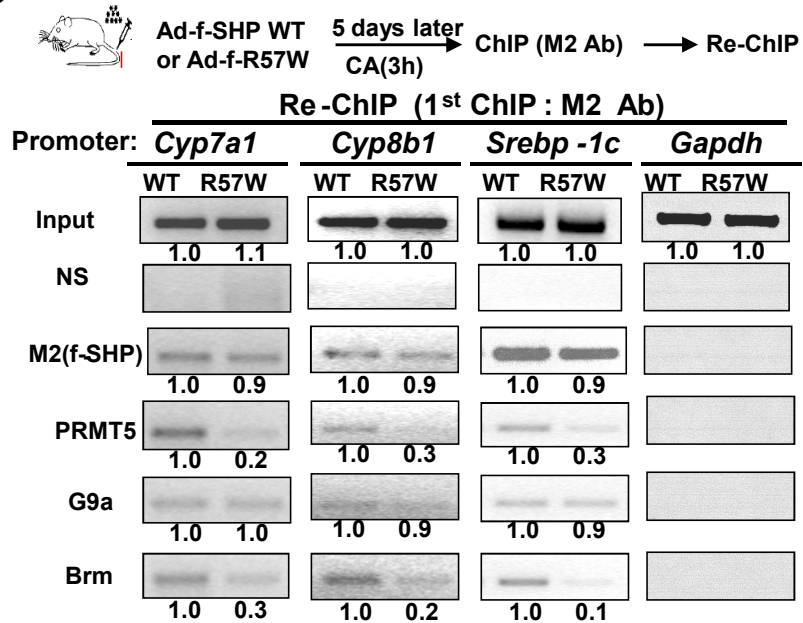 Ad-f-SHP WT 5 days later ChIP (M2 Ab) Re-ChIP
or Ad-f-R57W CA(3h)
Re-ChIP (1st ChIP : M2 Ab)
Promoter: Cyp7a1 Cyp8b1 Srebp -1c Gapdh
WT R57W WT R57W WT R57W WT R57W
Input
1.0 1.1 1.0 1.0 1.0 1.0 1.0 1.0
NS
M2(f-SHP)
1.0 0.9 1.0 0.9 1.0 0.9
PRMT5
1.0 0.2 1.0 0.3 1.0 0.3
G9a
1.0 1.0 1.0 0.9 1.0 0.9
Brm
1.0 0.3 1.0 0.2 1.0 0.1